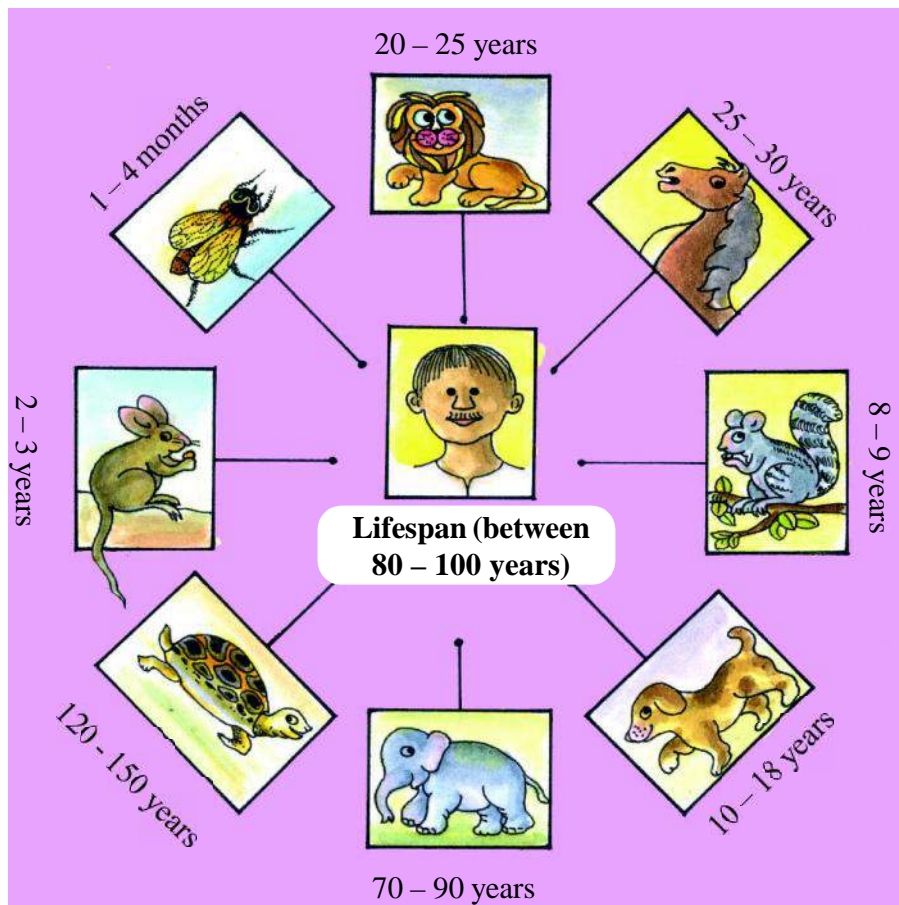 20 – 25 years
1 – 4 months
25 – 30 years
2 – 3 years
8 – 9 years
Lifespan (between
80 – 100 years)
120 - 150 years
10 – 18 years
70 – 90 years